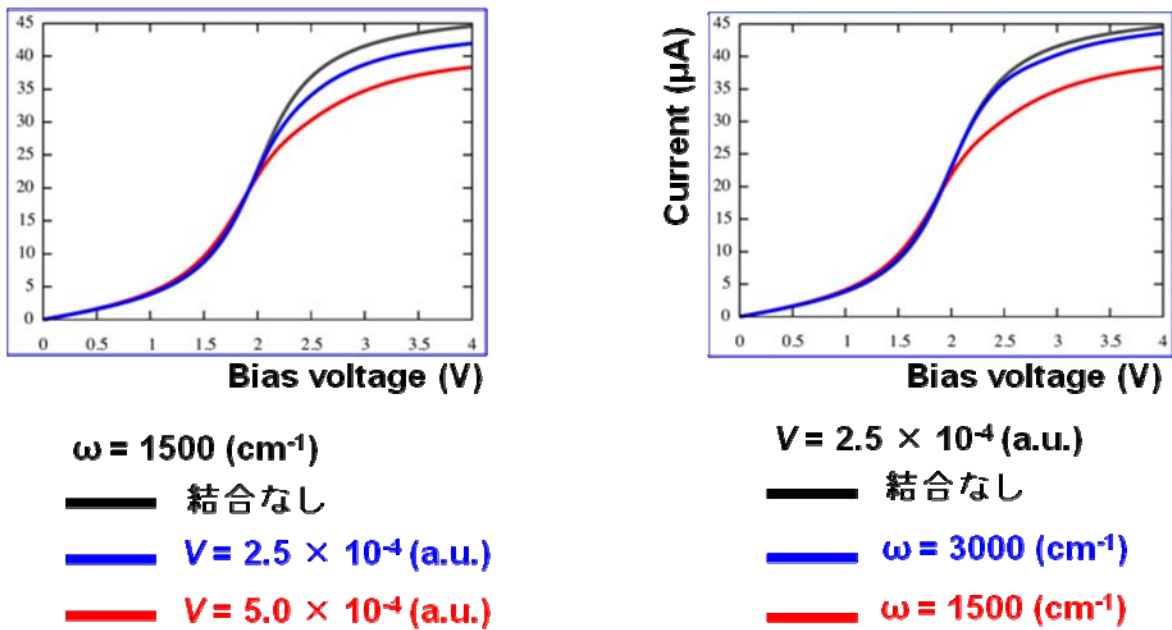 45
40
35
30
25
20
15
10
5
0
0 0.5 1 1.5 2 2.5 3 3.5 4
Bias voltage (V)
ω = 1500 (cm⁻¹)
結合なし
V = 2.5 × 10⁻⁴ (a.u.)
V = 5.0 × 10⁻⁴ (a.u.)
Current (μA)
45
40
35
30
25
20
15
10
5
0
0 0.5 1 1.5 2 2.5 3 3.5 4
Bias voltage (V)
V = 2.5 × 10⁻⁴ (a.u.)
結合なし
ω = 3000 (cm⁻¹)
ω = 1500 (cm⁻¹)